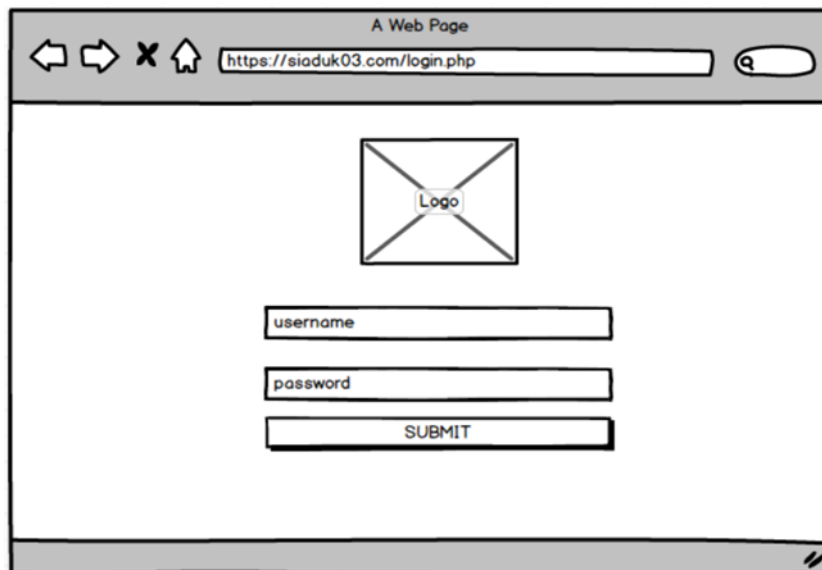 A Web Page
https://siaduk03.com/login.php
Logo
username
password
SUBMIT